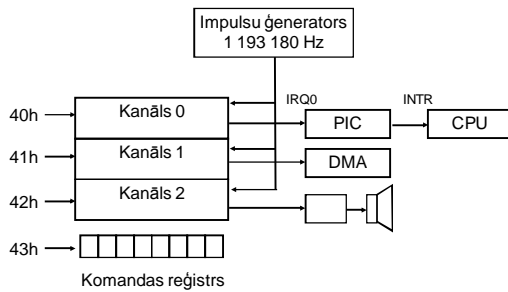 Impulsu ģenerators
1 193 180 Hz
40h
Kanāls 0
IRQ0
PIC
INTR
CPU
41h
Kanāls 1
DMA
42h
Kanāls 2
43h
Komandas reģistrs